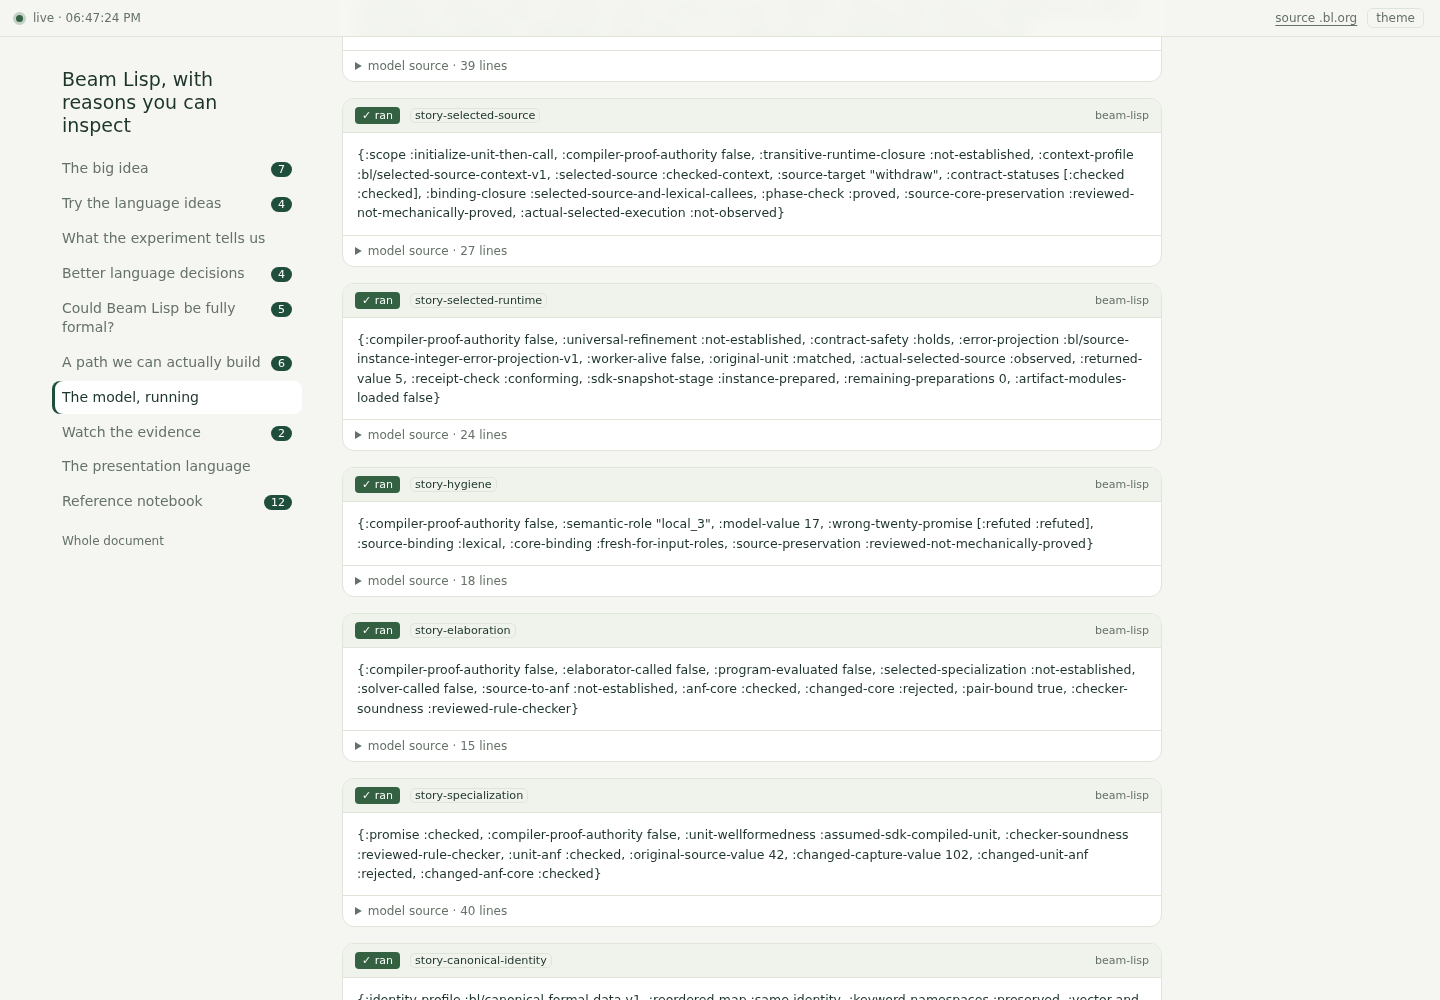 live · 06:47:24 PM
source .bl.org
theme
Beam Lisp, with
reasons you can
inspect
The big idea 7
Try the language ideas 4
What the experiment tells us
Better language decisions 4
Could Beam Lisp be fully 5
formal?
A path we can actually build 6
The model, running
Watch the evidence 2
The presentation language
Reference notebook 12
Whole document
▶ model source · 39 lines
✓ ran story-selected-source beam-lisp
{:scope :initialize-unit-then-call, :compiler-proof-authority false, :transitive-runtime-closure :not-established, :context-profile
:bl/selected-source-context-v1, :selected-source :checked-context, :source-target "withdraw", :contract-statuses [:checked
:checked], :binding-closure :selected-source-and-lexical-callees, :phase-check :proved, :source-core-preservation :reviewed-
not-mechanically-proved, :actual-selected-execution :not-observed}
▶ model source · 27 lines
✓ ran story-selected-runtime beam-lisp
{:compiler-proof-authority false, :universal-refinement :not-established, :contract-safety :holds, :error-projection :bl/source-
instance-integer-error-projection-v1, :worker-alive false, :original-unit :matched, :actual-selected-source :observed, :returned-
value 5, :receipt-check :conforming, :sdk-snapshot-stage :instance-prepared, :remaining-preparations 0, :artifact-modules-
loaded false}
▶ model source · 24 lines
✓ ran story-hygiene beam-lisp
{:compiler-proof-authority false, :semantic-role "local_3", :model-value 17, :wrong-twenty-promise [:refuted :refuted],
:source-binding :lexical, :core-binding :fresh-for-input-roles, :source-preservation :reviewed-not-mechanically-proved}
▶ model source · 18 lines
✓ ran story-elaboration beam-lisp
{:compiler-proof-authority false, :elaborator-called false, :program-evaluated false, :selected-specialization :not-established,
:solver-called false, :source-to-anf :not-established, :anf-core :checked, :changed-core :rejected, :pair-bound true, :checker-
soundness :reviewed-rule-checker}
▶ model source · 15 lines
✓ ran story-specialization beam-lisp
{:promise :checked, :compiler-proof-authority false, :unit-wellformedness :assumed-sdk-compiled-unit, :checker-soundness
:reviewed-rule-checker, :unit-anf :checked, :original-source-value 42, :changed-capture-value 102, :changed-unit-anf
:rejected, :changed-anf-core :checked}
▶ model source · 40 lines
✓ ran story-canonical-identity beam-lisp
{:identity-profile :bl/canonical-formal-data-v1, :reordered-map :same-identity, :keyword-namespaces :preserved, :vector-and-